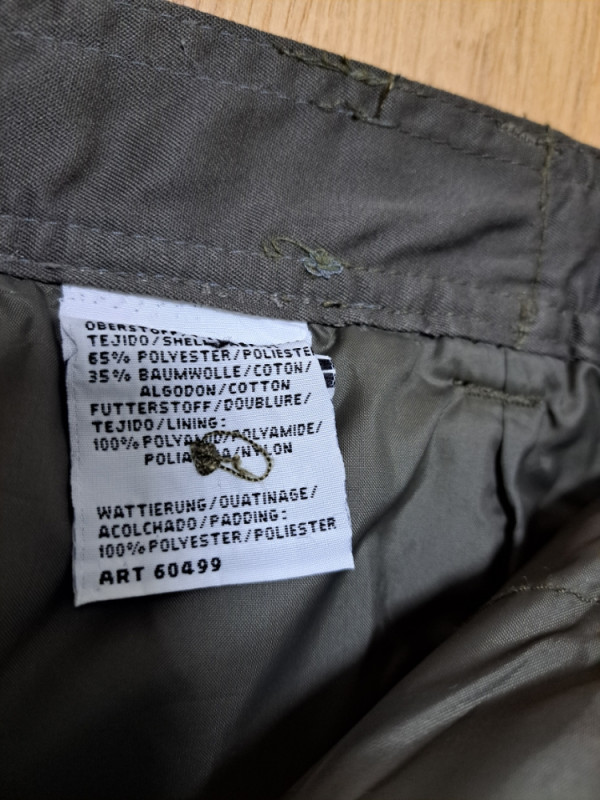 TEJIDO/SHELL
65% POLYESTER/POLIESTE
35% BAUMWOLLE/COTON/
ALGODON/COTTON
FUTTERSTOFF/DOUBLURE/
TEJIDO/LINING:
100% POLYAMID/POLYAMIDE/
NYLON
WATTIERUNG/OUATINAGE/
ACOLCHADO/PADDING:
100% POLYESTER/POLIESTER
ART 60499